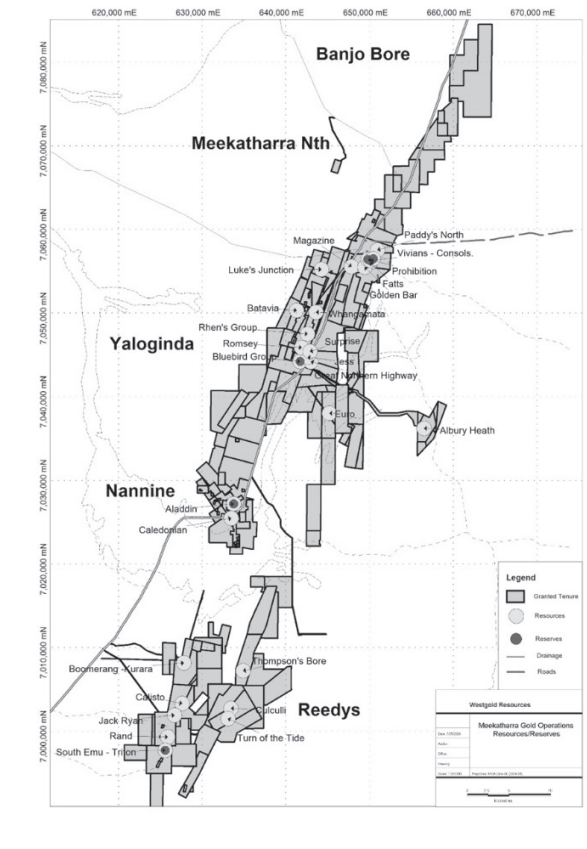 620,000 mE
630,000 mE
640,000 mE
650,000 mE
660,000 mE
670,000 mE
7,080,000 mN
7,070,000 mN
7,060,000 mN
7,050,000 mN
7,040,000 mN
7,030,000 mN
7,020,000 mN
7,010,000 mN
7,000,000 mN
Banjo Bore
Meekatharra Nth
Paddy's North
Magazine
Vivians - Consols.
Luke's Junction
Prohibition
Fatts
Golden Bar
Batavia
Whangamata
Rhen's Group
Yaloginda
Romsey
Surprise
Bluebird Group
Jess
Great Northern Highway
Euro
Albury Heath
Nannine
Aladdin
Caledonian
Legend
Granted Tenure
Resources
Reserves
Drainage
Roads
Boomerang -Kurara
Thompson's Bore
Calisto
Culculli
Reedys
Jack Ryan
Rand
Turn of the Tide
South Emu - Triton
Westgold Resources
Meekatharra Gold Operations
Resources/Reserves